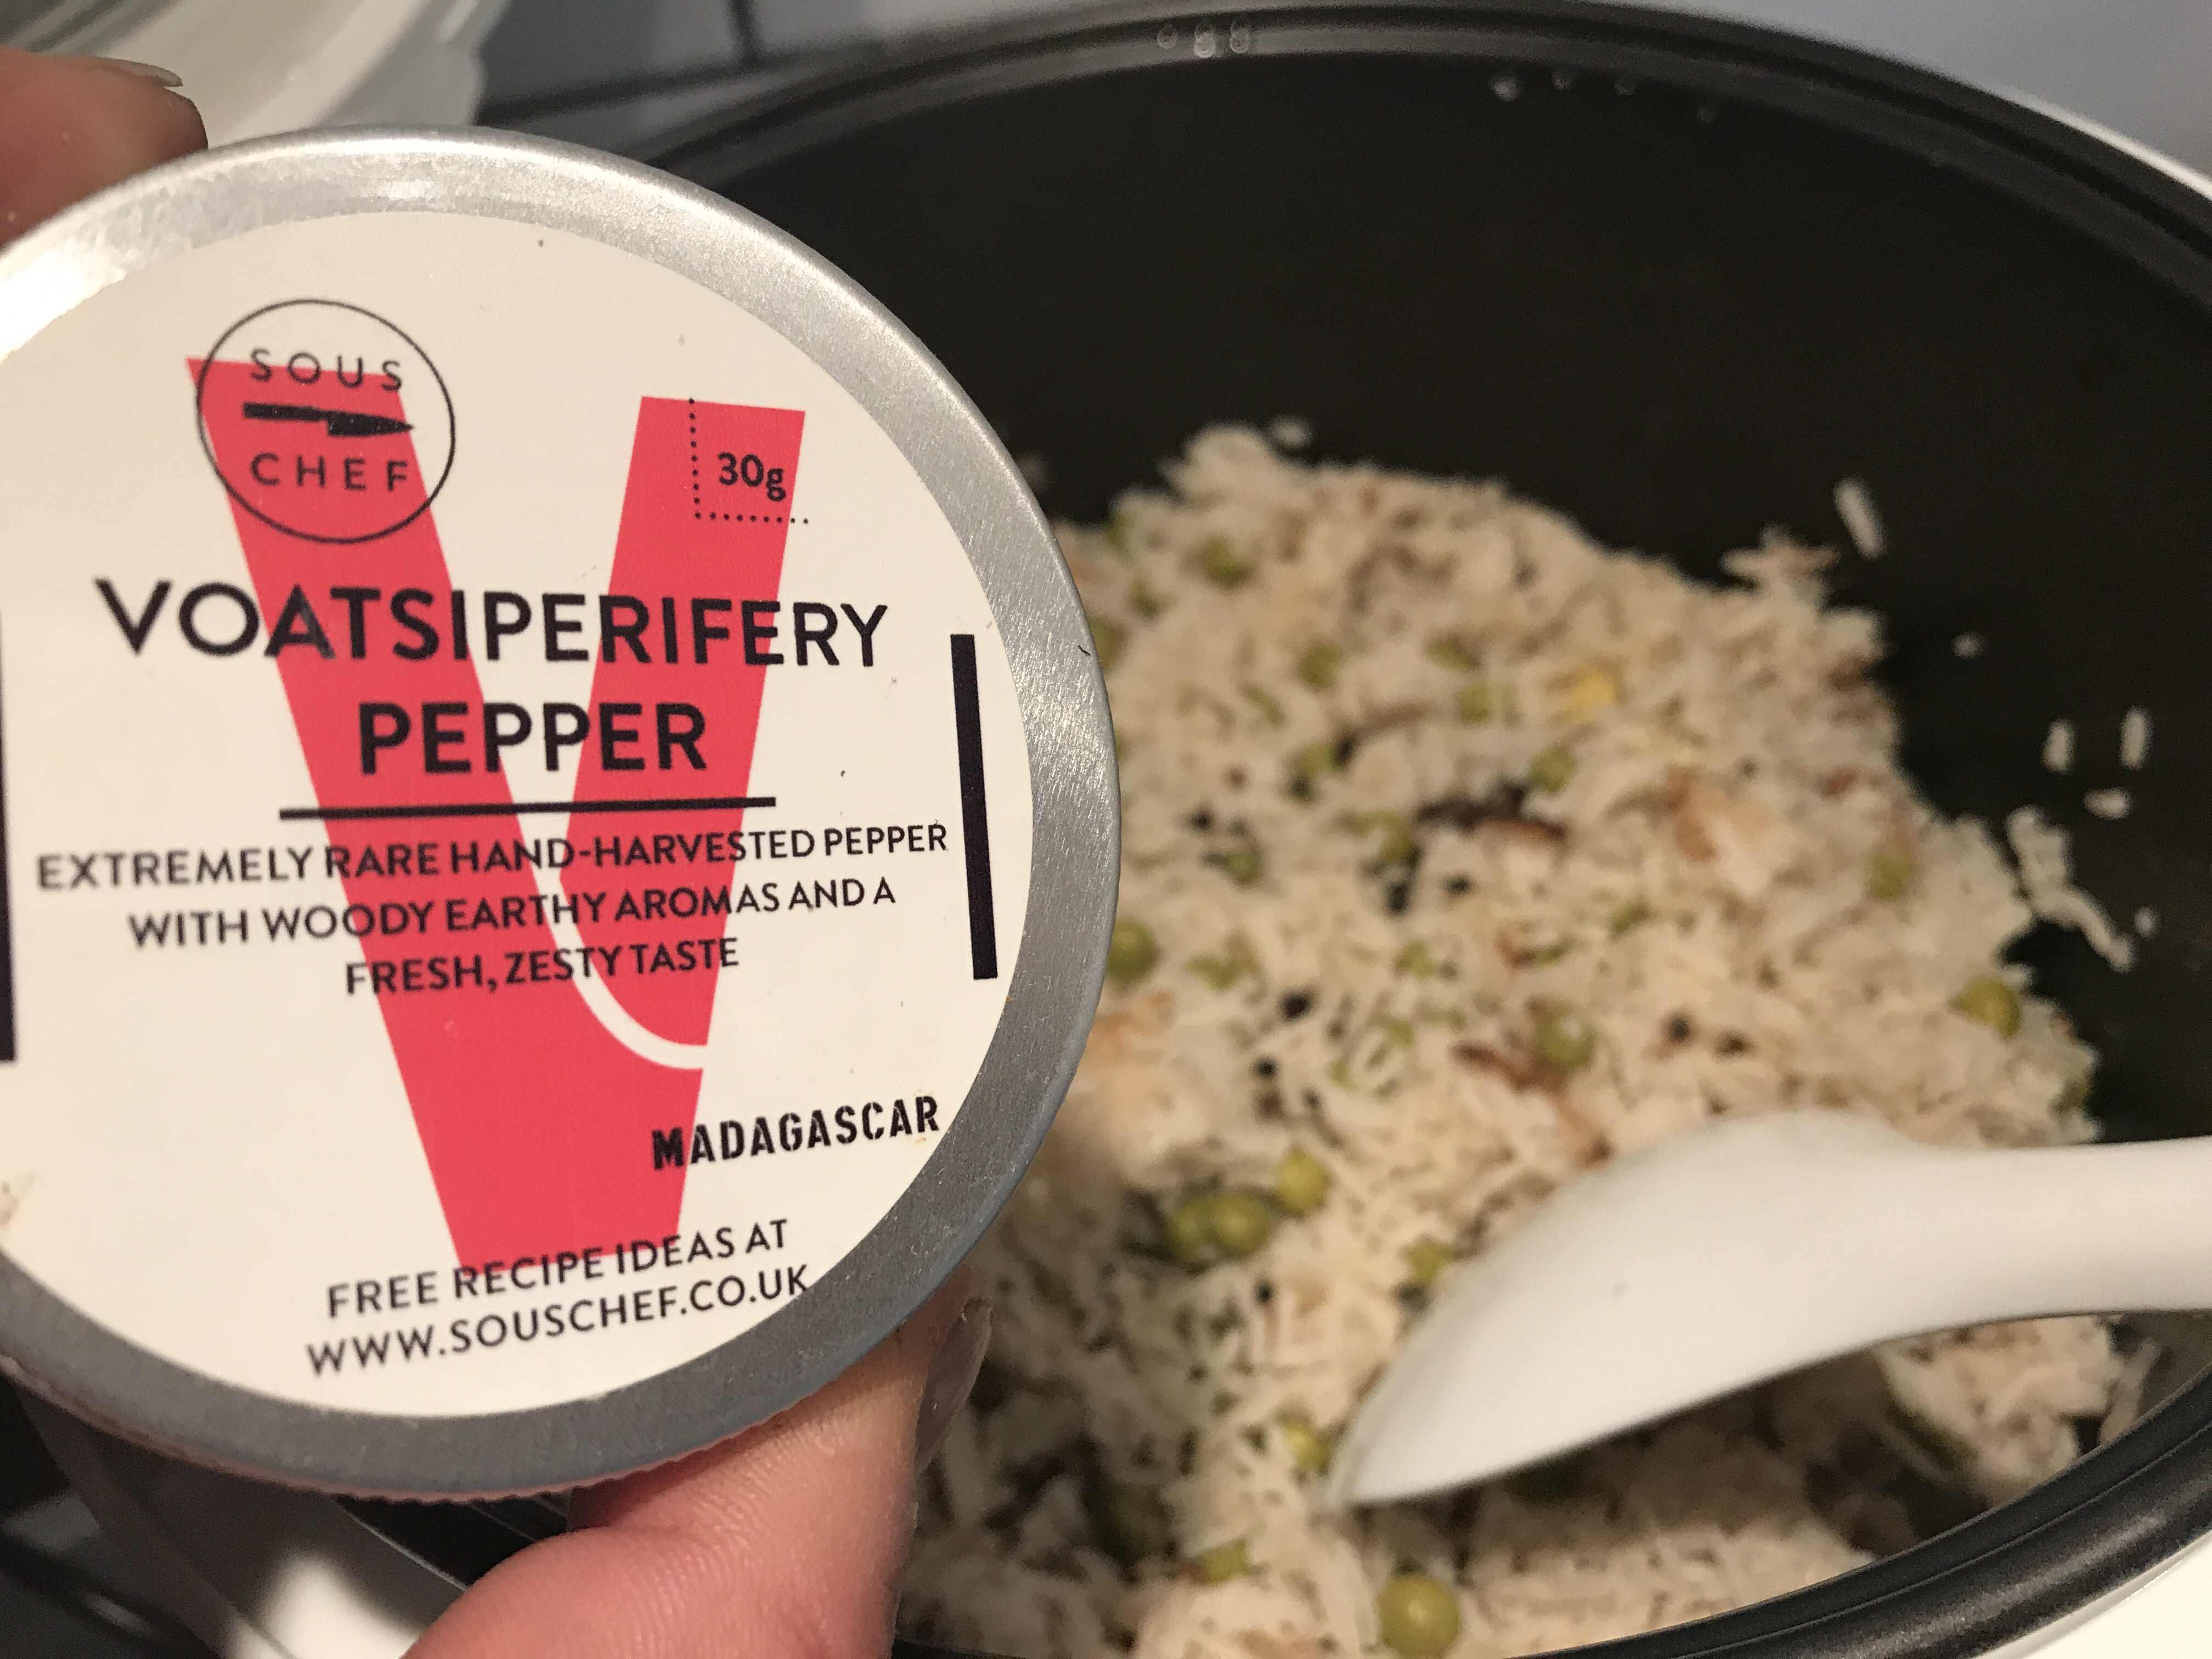 SOUS
CHEF
30g
VOATSIPERIFERY
PEPPER
EXTREMELY RARE HAND-HARVESTED PEPPER
WITH WOODY EARTHY AROMAS AND A
FRESH, ZESTY TASTE
MADAGASCAR
FREE RECIPE IDEAS AT
WWW.SOUSCHEF.CO.UK